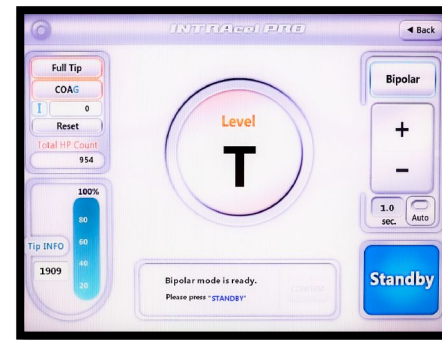 INTRAcel PRO
◄ Back
Full Tip
COAG
I 0
Reset
Total HP Count
954
100%
80
60
40
20
Tip INFO
1909
Level
T
Bipolar mode is ready.
Please press "STANDBY"
Bipolar
+
−
1.0
sec.
Auto
Standby